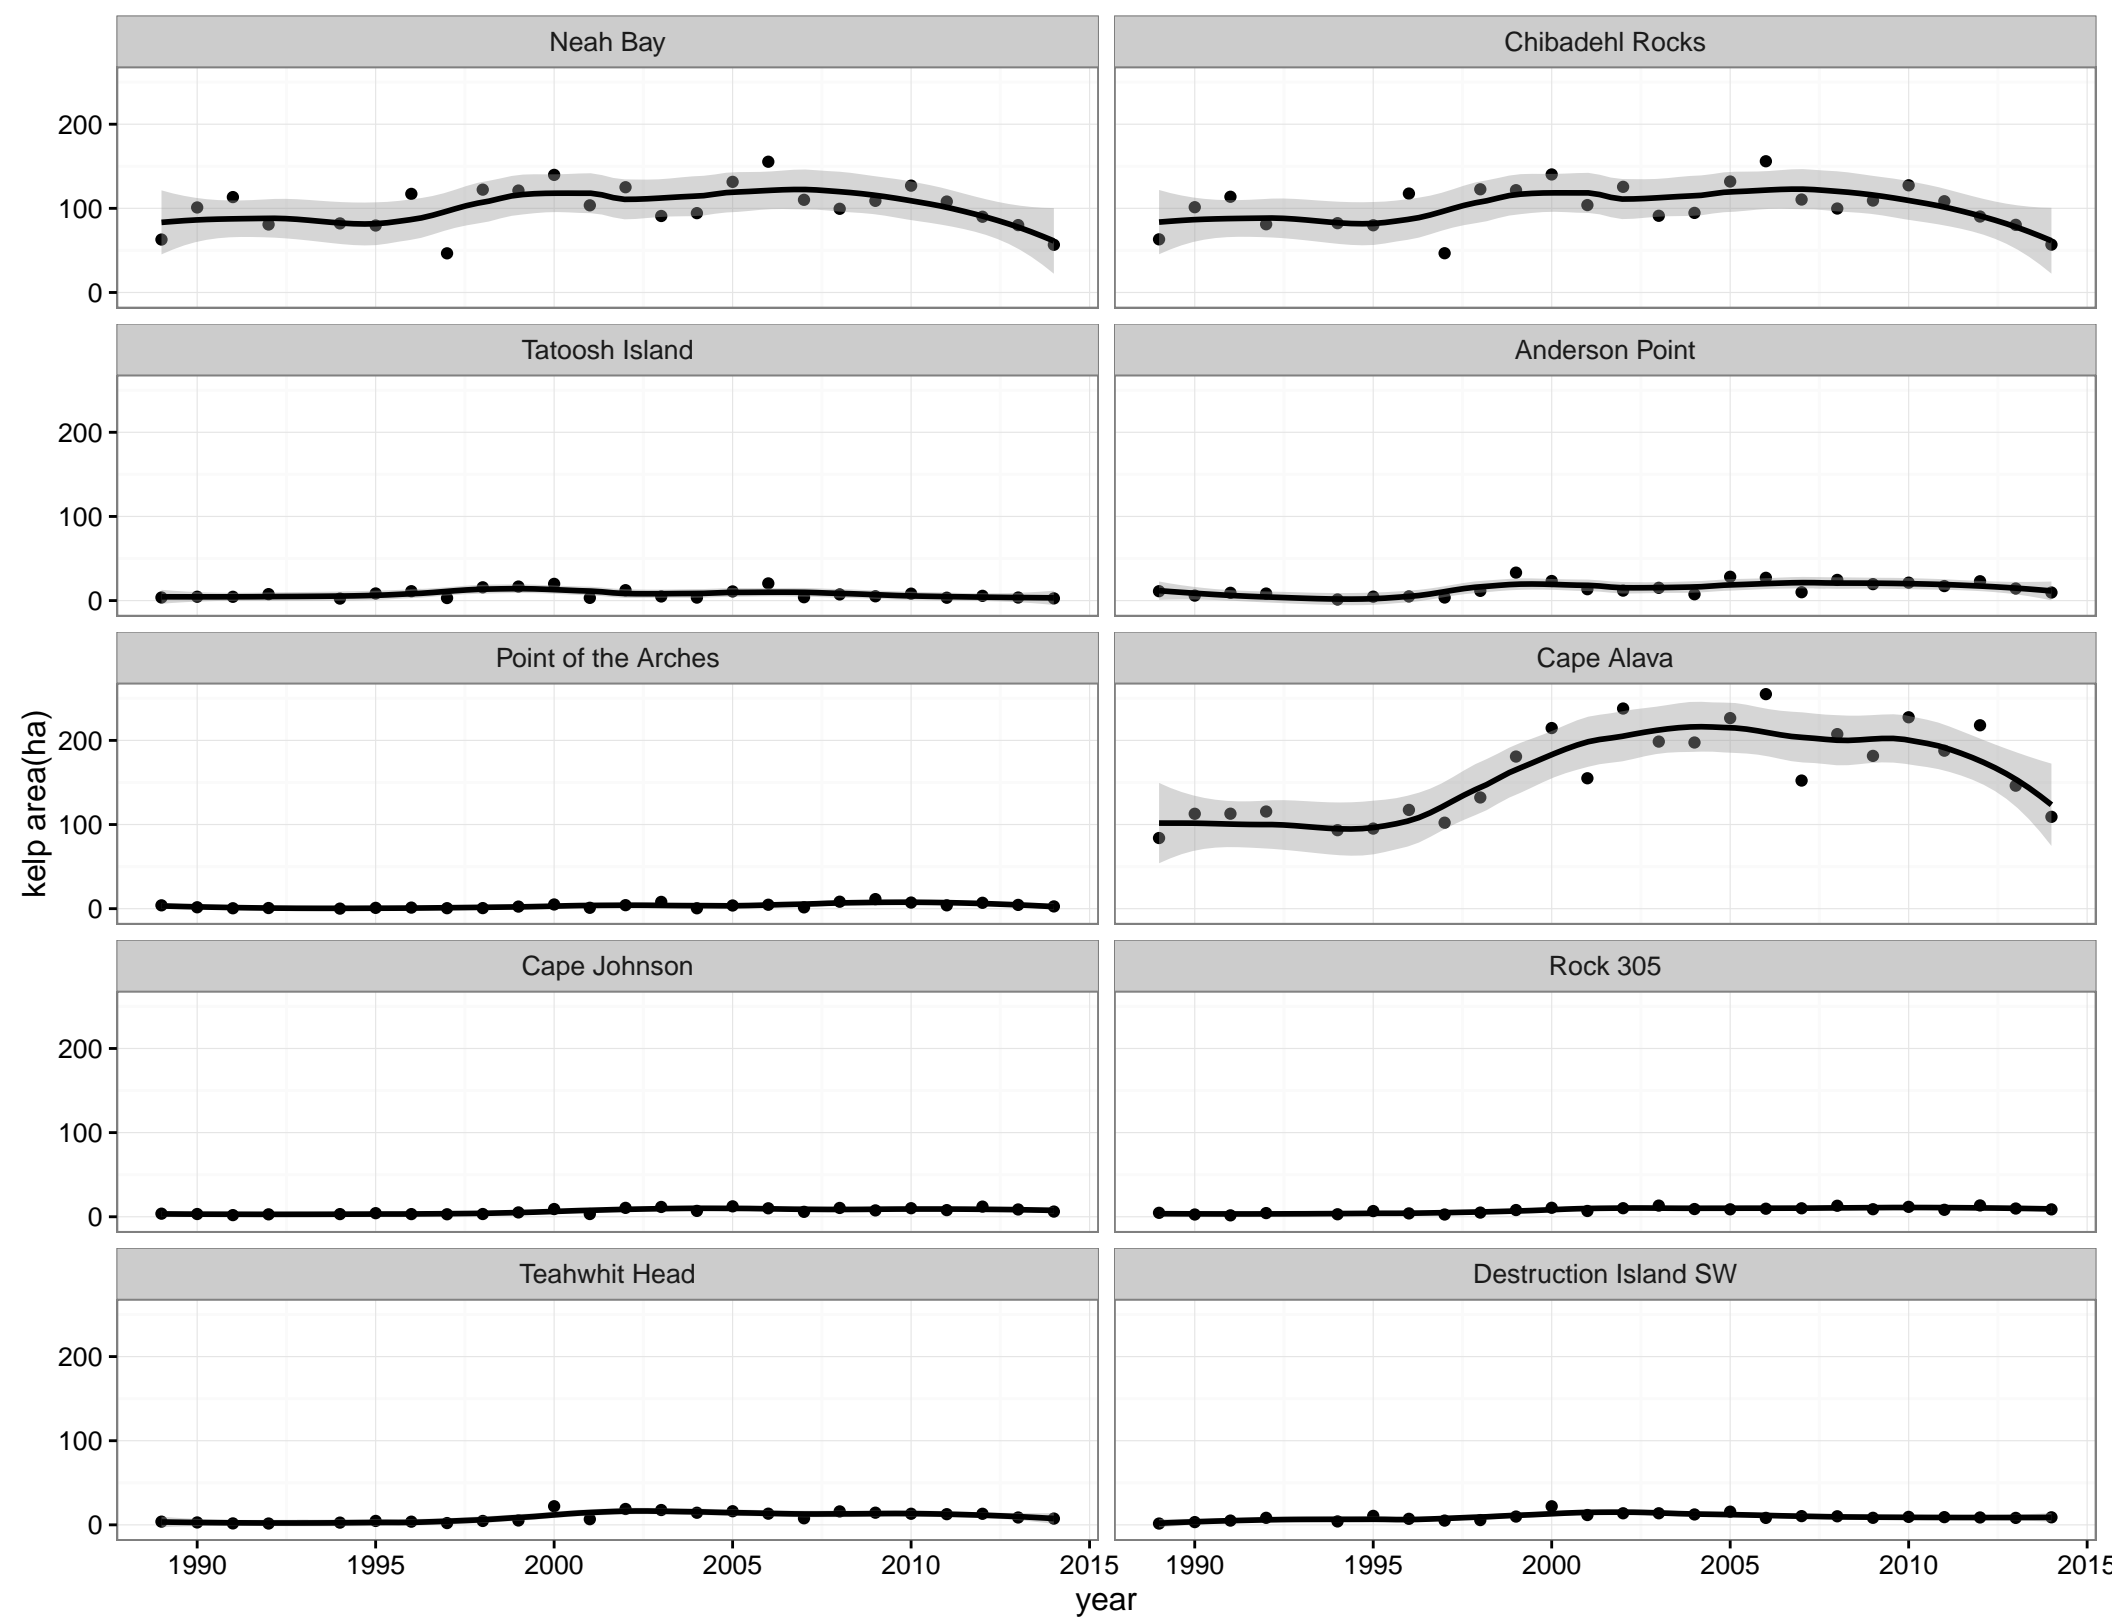 Neah Bay Chibadehl Rocks
200
100
0
Tatoosh Island Anderson Point
200
100
0
Point of the Arches Cape Alava
200
100
0
kelp area(ha)
Cape Johnson Rock 305
200
100
0
Teahwhit Head Destruction Island SW
200
100
0
1990 1995 2000 2005 2010 2015 1990 1995 2000 2005 2010 2015
year